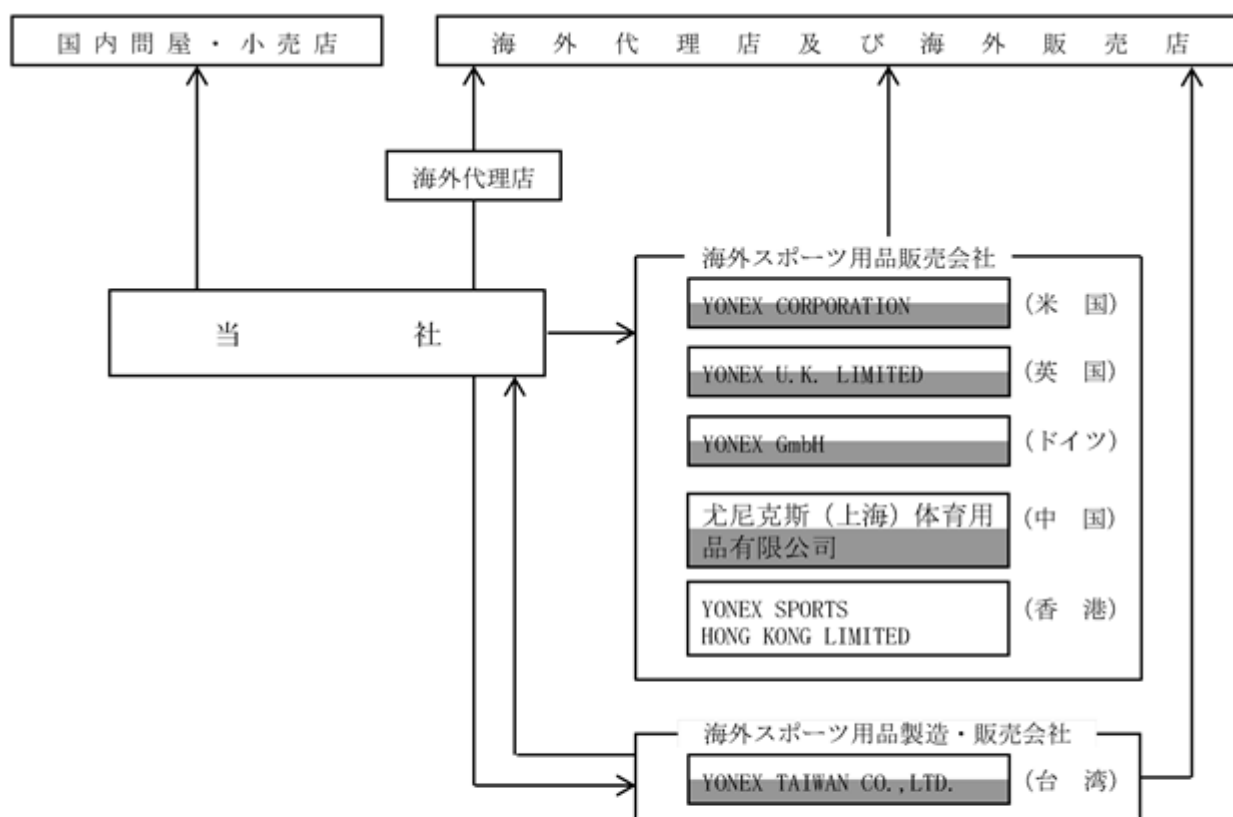 国内問屋・小売店
海外代理店及び海外販売店
海外代理店
当社
海外スポーツ用品販売会社
YONEX CORPORATION (米国)
YONEX U.K. LIMITED (英国)
YONEX GmbH (ドイツ)
尤尼克斯（上海）体育用
品有限公司
(中国)
YONEX SPORTS
HONG KONG LIMITED
(香港)
海外スポーツ用品製造・販売会社
YONEX TAIWAN CO.,LTD. (台湾)